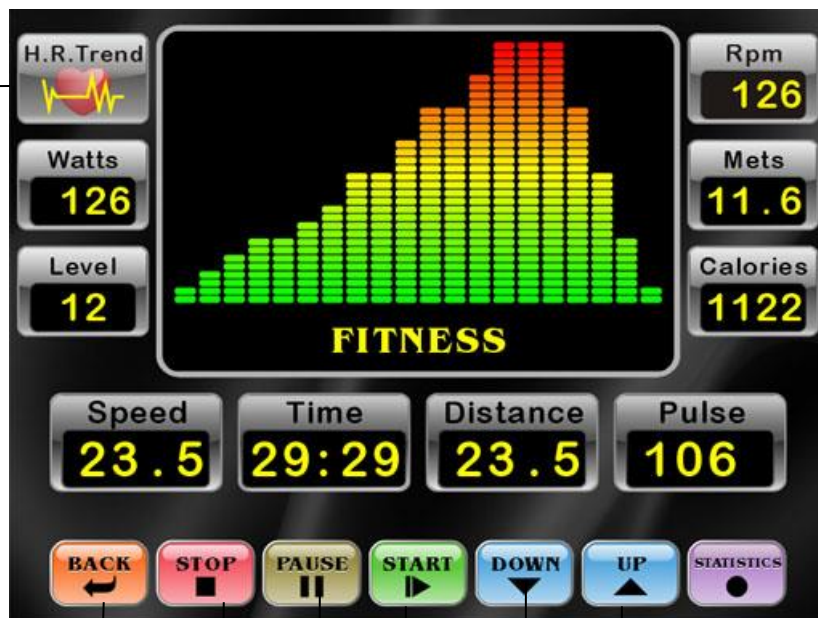 H.R.Trend
Rpm
126
Watts
126
Mets
11.6
Level
12
Calories
1122
FITNESS
Speed
23.5
Time
29:29
Distance
23.5
Pulse
106
BACK
STOP
PAUSE
START
DOWN
UP
STATISTICS